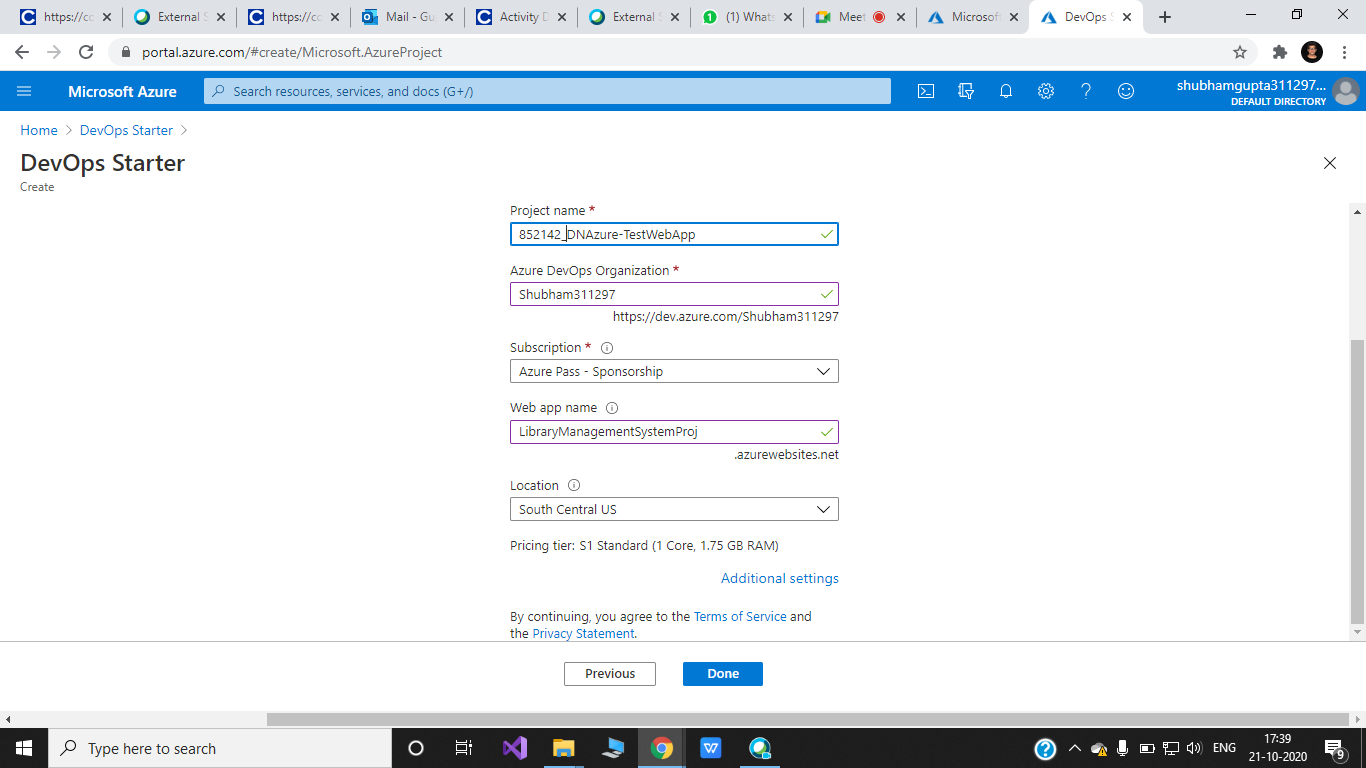 https://cc
External S
https://cc
Mail - Gu
Activity D
External S
(1) Whats
Meet
Microsoft
DevOps S
portal.azure.com/#create/Microsoft.AzureProject
Microsoft Azure
Search resources, services, and docs (G+/)
shubhamgupta311297...
DEFAULT DIRECTORY
Home > DevOps Starter >
DevOps Starter
Create
Project name *
852142_DNAzure-TestWebApp
Azure DevOps Organization *
Shubham311297
https://dev.azure.com/Shubham311297
Subscription *
Azure Pass - Sponsorship
Web app name
LibraryManagementSystemProj
.azurewebsites.net
Location
South Central US
Pricing tier: S1 Standard (1 Core, 1.75 GB RAM)
Additional settings
By continuing, you agree to the Terms of Service and
the Privacy Statement.
Previous
Done
Type here to search
ENG
17:39
21-10-2020
9